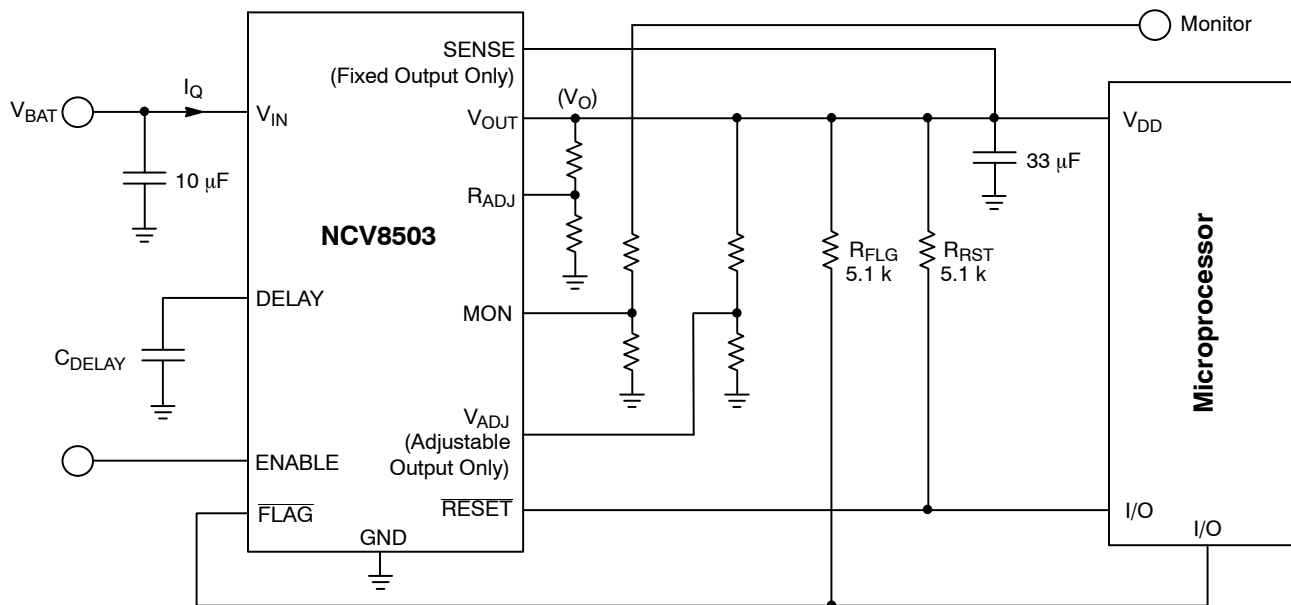 Monitor
SENSE
(Fixed Output Only)
V_BAT
I_Q
V_IN
(V_O)
V_OUT
V_DD
10 μF
33 μF
R_ADJ
NCV8503
R_FLG
5.1 k
R_RST
5.1 k
DELAY
MON
C_DELAY
Microprocessor
V_ADJ
(Adjustable
Output Only)
ENABLE
FLAG
RESET
I/O
I/O
GND